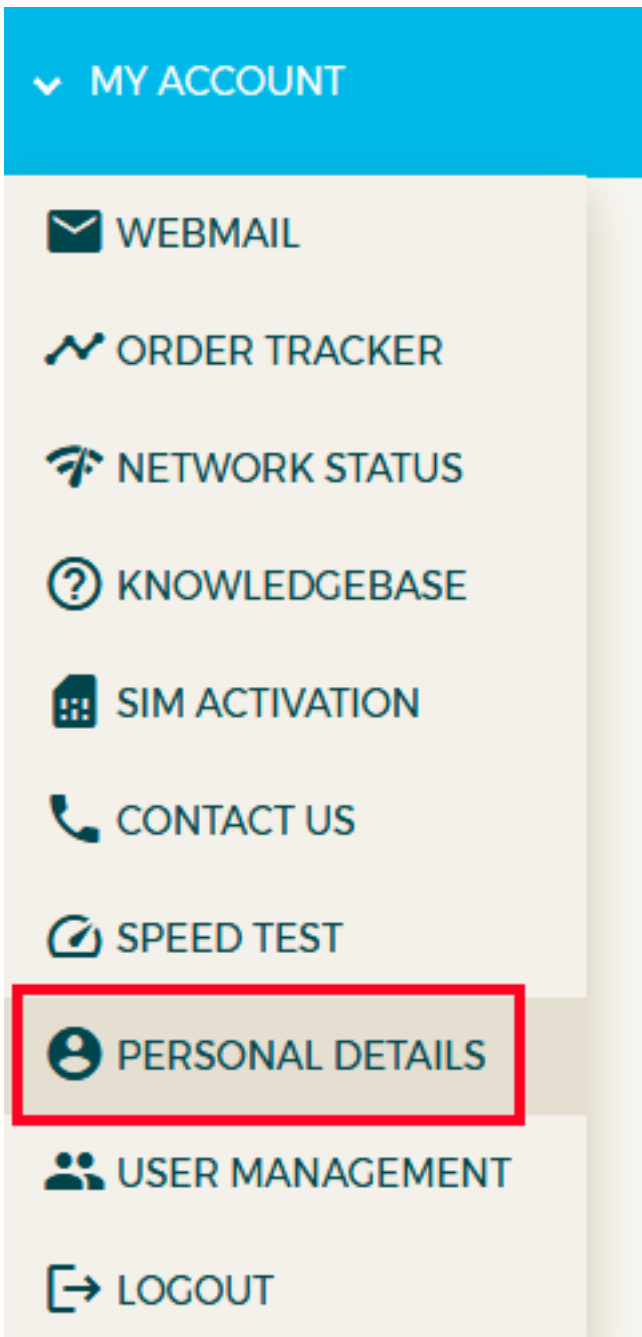 MY ACCOUNT
WEBMAIL
ORDER TRACKER
NETWORK STATUS
KNOWLEDGEBASE
SIM ACTIVATION
CONTACT US
SPEED TEST
PERSONAL DETAILS
USER MANAGEMENT
LOGOUT